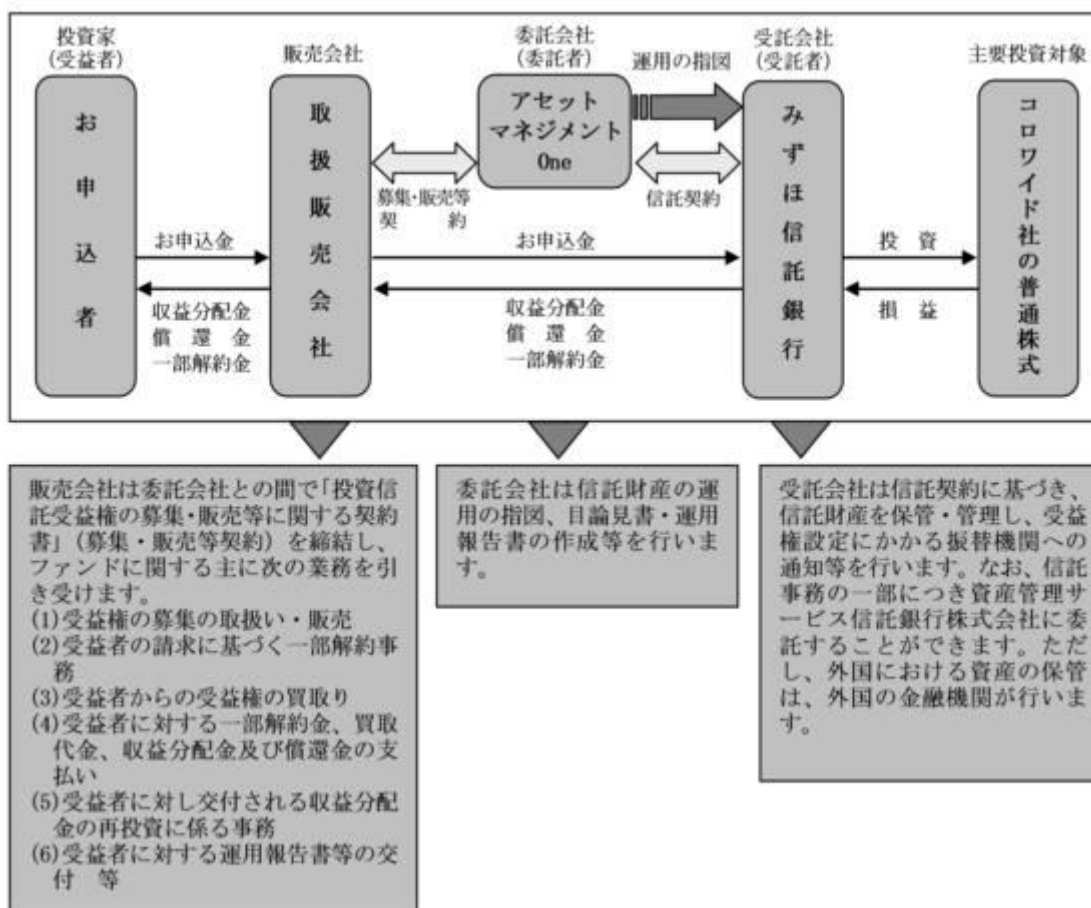 投資家
(受益者)
販売会社
委託会社
(委託者)
運用の指図
受託会社
(受託者)
主要投資対象
お申込者
取扱販売会社
アセット
マネジメント
One
みずほ信託銀行
コロワイド社の普通株式
募集・販売等
契　　約
信託契約
お申込金
お申込金
投　資
収益分配金
償　還　金
一部解約金
収益分配金
償　還　金
一部解約金
損　益
販売会社は委託会社との間で「投資信
託受益権の募集・販売等に関する契約
書」（募集・販売等契約）を締結し、
ファンドに関する主に次の業務を引
き受けます。
(1)受益権の募集の取扱い・販売
(2)受益者の請求に基づく一部解約事
務
(3)受益者からの受益権の買取り
(4)受益者に対する一部解約金、買取
代金、収益分配金及び償還金の支
払い
(5)受益者に対し交付される収益分配
金の再投資に係る事務
(6)受益者に対する運用報告書等の交
付　等
委託会社は信託財産の運
用の指図、目論見書・運用
報告書の作成等を行いま
す。
受託会社は信託契約に基づき、
信託財産を保管・管理し、受益
権設定にかかる振替機関への
通知等を行います。なお、信託
事務の一部につき資産管理サ
ービス信託銀行株式会社に委
託することができます。ただ
し、外国における資産の保管
は、外国の金融機関が行いま
す。